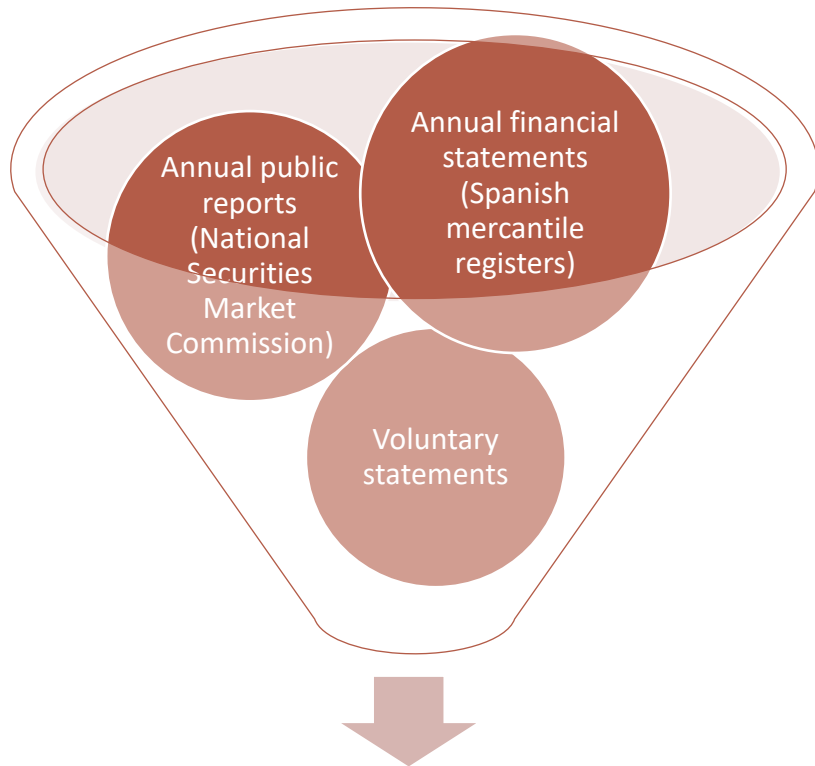 Annual public
reports
(National
Securities
Market
Commission)
Annual financial
statements
(Spanish
mercantile
registers)
Voluntary
statements